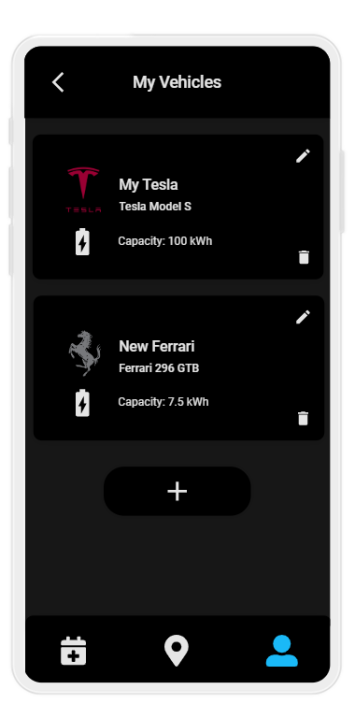 My Vehicles
TESLA
My Tesla
Tesla Model S
Capacity: 100 kWh
New Ferrari
Ferrari 296 GTB
Capacity: 7.5 kWh